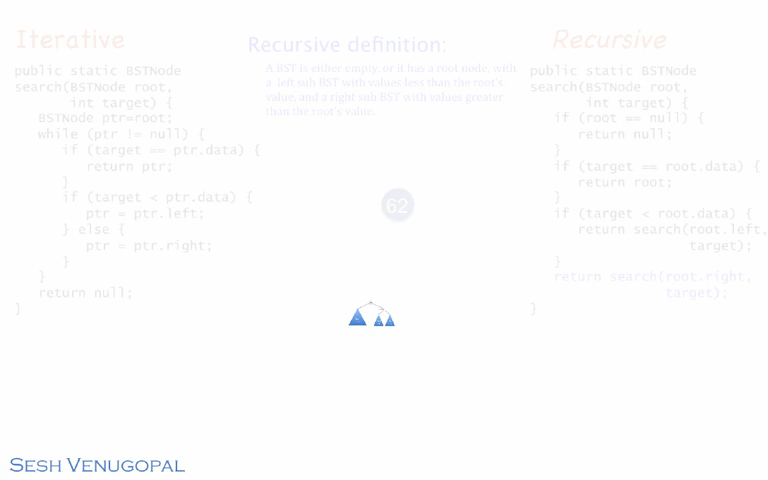 Iterative
public static BSTNode
search(BSTNode root,
int target) {
BSTNode ptr=root;
while (ptr != null) {
if (target == ptr.data) {
return ptr;
}
if (target < ptr.data) {
ptr = ptr.left;
} else {
ptr = ptr.right;
}
}
return null;
}
Recursive definition:
A BST is either empty, or it has a root node, with
a left sub BST with values less than the root's
value, and a right sub BST with values greater
than the root's value.
62
Recursive
public static BSTNode
search(BSTNode root,
int target) {
if (root == null) {
return null;
}
if (target == root.data) {
return root;
}
if (target < root.data) {
return search(root.left,
target);
}
return search(root.right,
target);
}
SESH VENUGOPAL